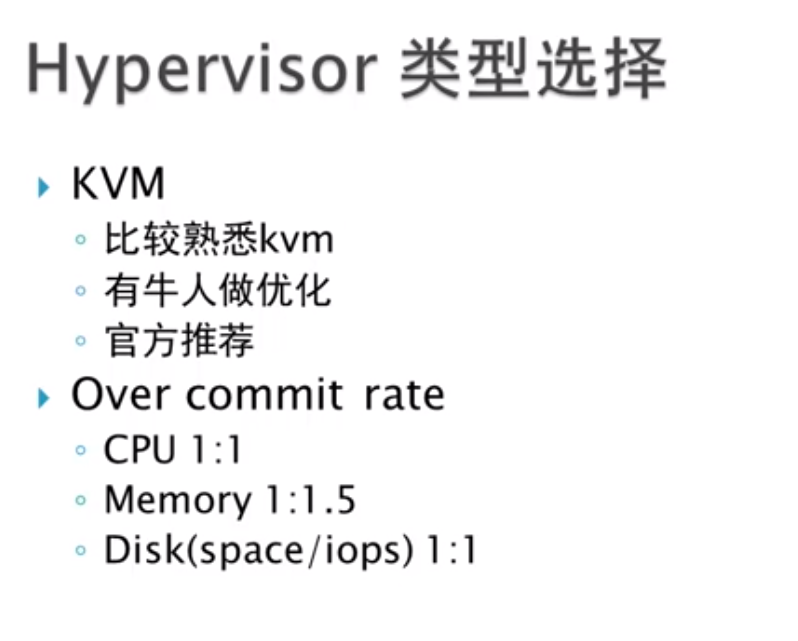 Hypervisor 类型选择
KVM
比较熟悉kvm
有牛人做优化
官方推荐
Over commit rate
CPU 1:1
Memory 1:1.5
Disk(space/iops) 1:1